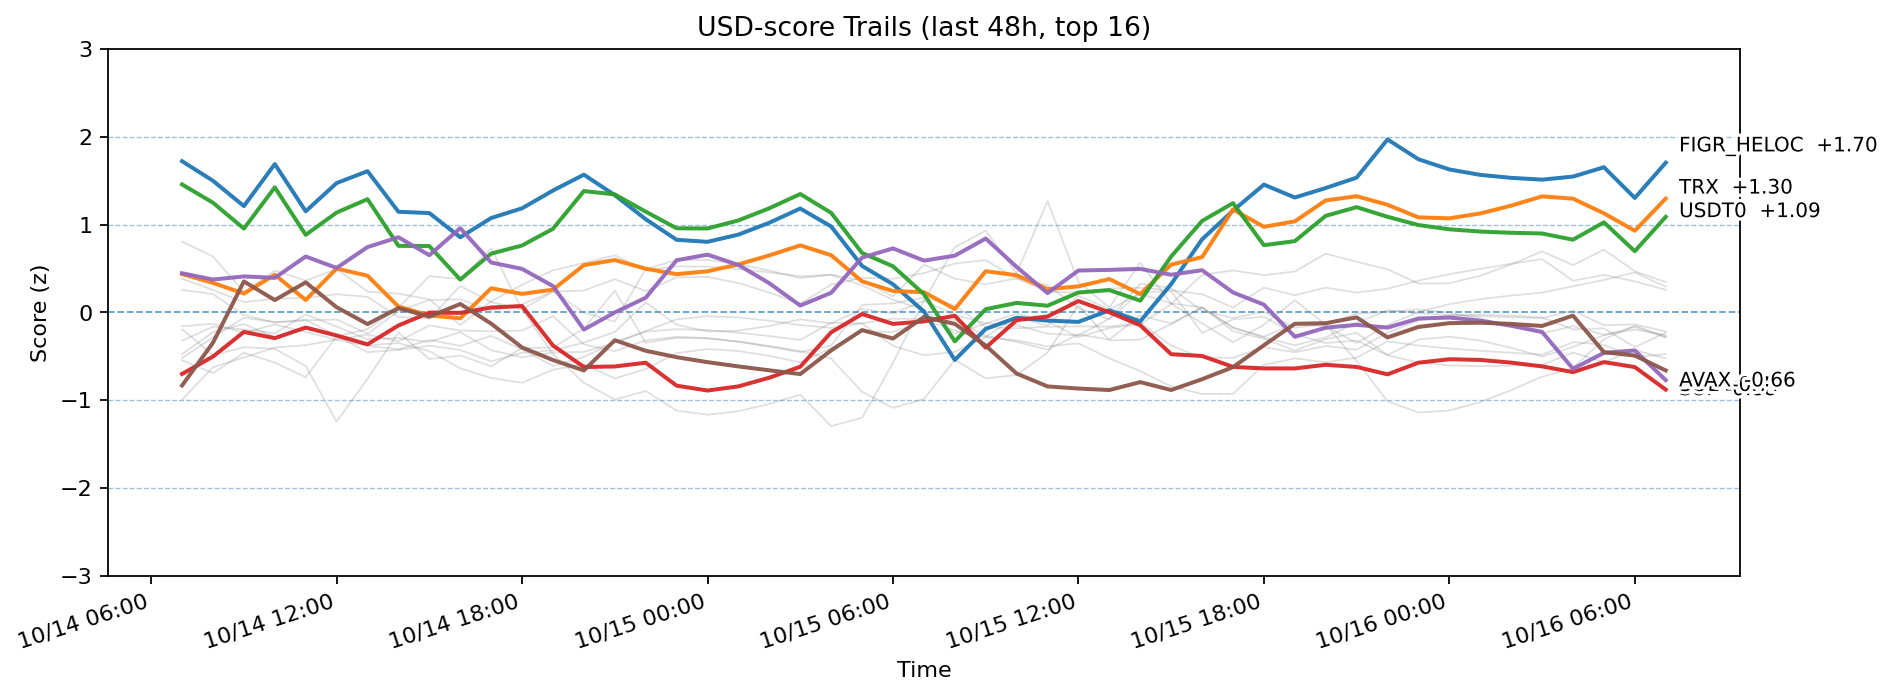 USD-score Trails (last 48h, top 16)
Score (z)
3
2
1
0
−1
−2
−3
FIGR_HELOC +1.70
TRX +1.30
USDT0 +1.09
AVAX -0.66
10/14 06:00
10/14 12:00
10/14 18:00
10/15 00:00
10/15 06:00
10/15 12:00
10/15 18:00
10/16 00:00
10/16 06:00
Time